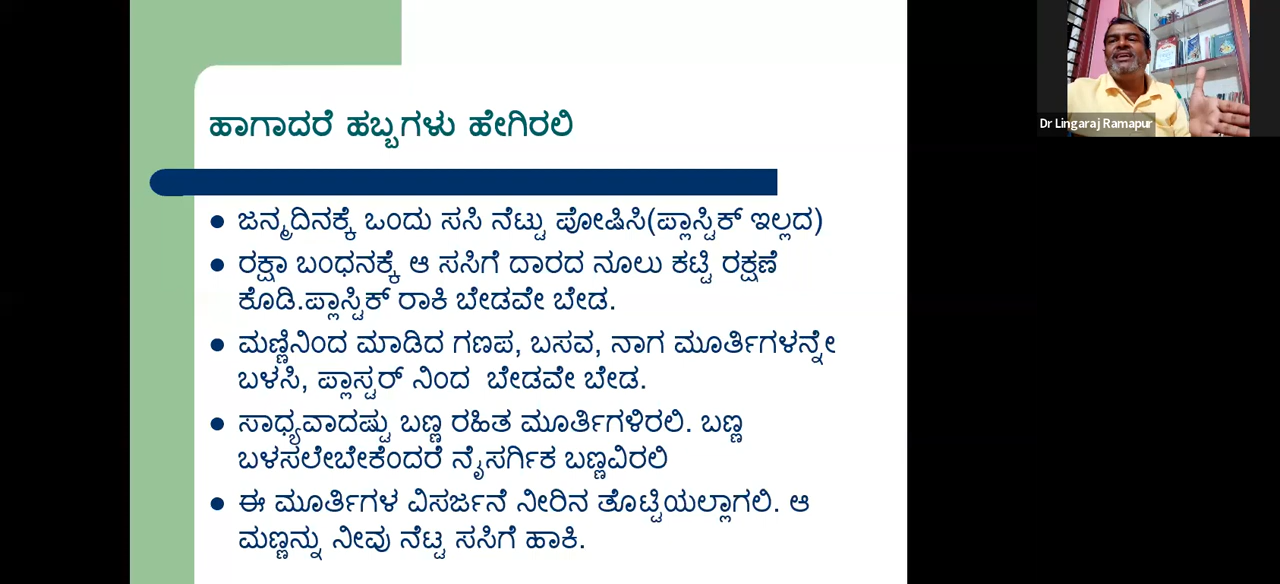 ಹಾಗಾದರೆ ಹಬ್ಬಗಳು ಹೇಗಿರಲಿ
Dr Lingaraj Ramapur
● ಜನ್ಮದಿನಕ್ಕೆ ಒಂದು ಸಸಿ ನೆಟ್ಟು ಪೋಷಿಸಿ(ಪ್ಲಾಸ್ಟಿಕ್ ಇಲ್ಲದ)
● ರಕ್ಷಾ ಬಂಧನಕ್ಕೆ ಆ ಸಸಿಗೆ ದಾರದ ನೂಲು ಕಟ್ಟಿ ರಕ್ಷಣೆ
ಕೊಡಿ.ಪ್ಲಾಸ್ಟಿಕ್ ರಾಕಿ ಬೇಡವೇ ಬೇಡ.
● ಮಣ್ಣಿನಿಂದ ಮಾಡಿದ ಗಣಪ, ಬಸವ, ನಾಗ ಮೂರ್ತಿಗಳನ್ನೇ
ಬಳಸಿ, ಪ್ಲಾಸ್ಟರ್ ನಿಂದ ಬೇಡವೇ ಬೇಡ.
● ಸಾಧ್ಯವಾದಷ್ಟು ಬಣ್ಣ ರಹಿತ ಮೂರ್ತಿಗಳಿರಲಿ. ಬಣ್ಣ
ಬಳಸಲೇಬೇಕೆಂದರೆ ನೈಸರ್ಗಿಕ ಬಣ್ಣವಿರಲಿ
● ಈ ಮೂರ್ತಿಗಳ ವಿಸರ್ಜನೆ ನೀರಿನ ತೊಟ್ಟಿಯಲ್ಲಾಗಲಿ. ಆ
ಮಣ್ಣನ್ನು ನೀವು ನೆಟ್ಟ ಸಸಿಗೆ ಹಾಕಿ.